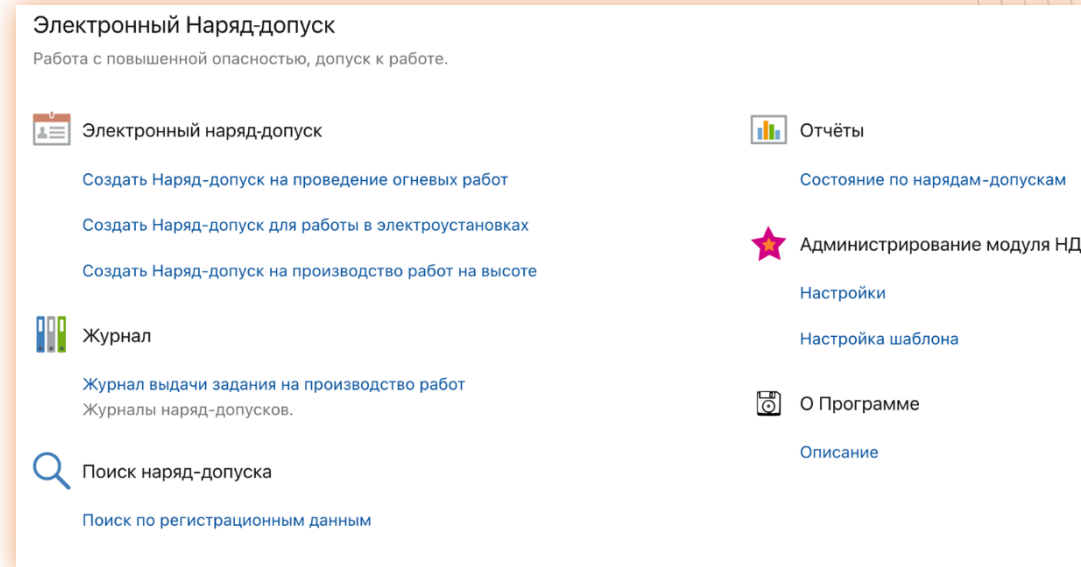 Электронный Наряд-допуск
Работа с повышенной опасностью, допуск к работе.
Электронный наряд-допуск
Создать Наряд-допуск на проведение огневых работ
Создать Наряд-допуск для работы в электроустановках
Создать Наряд-допуск на производство работ на высоте
Журнал
Журнал выдачи задания на производство работ
Журналы наряд-допусков.
Поиск наряд-допуска
Поиск по регистрационным данным
Отчёты
Состояние по нарядам-допускам
Администрирование модуля НД
Настройки
Настройка шаблона
О Программе
Описание